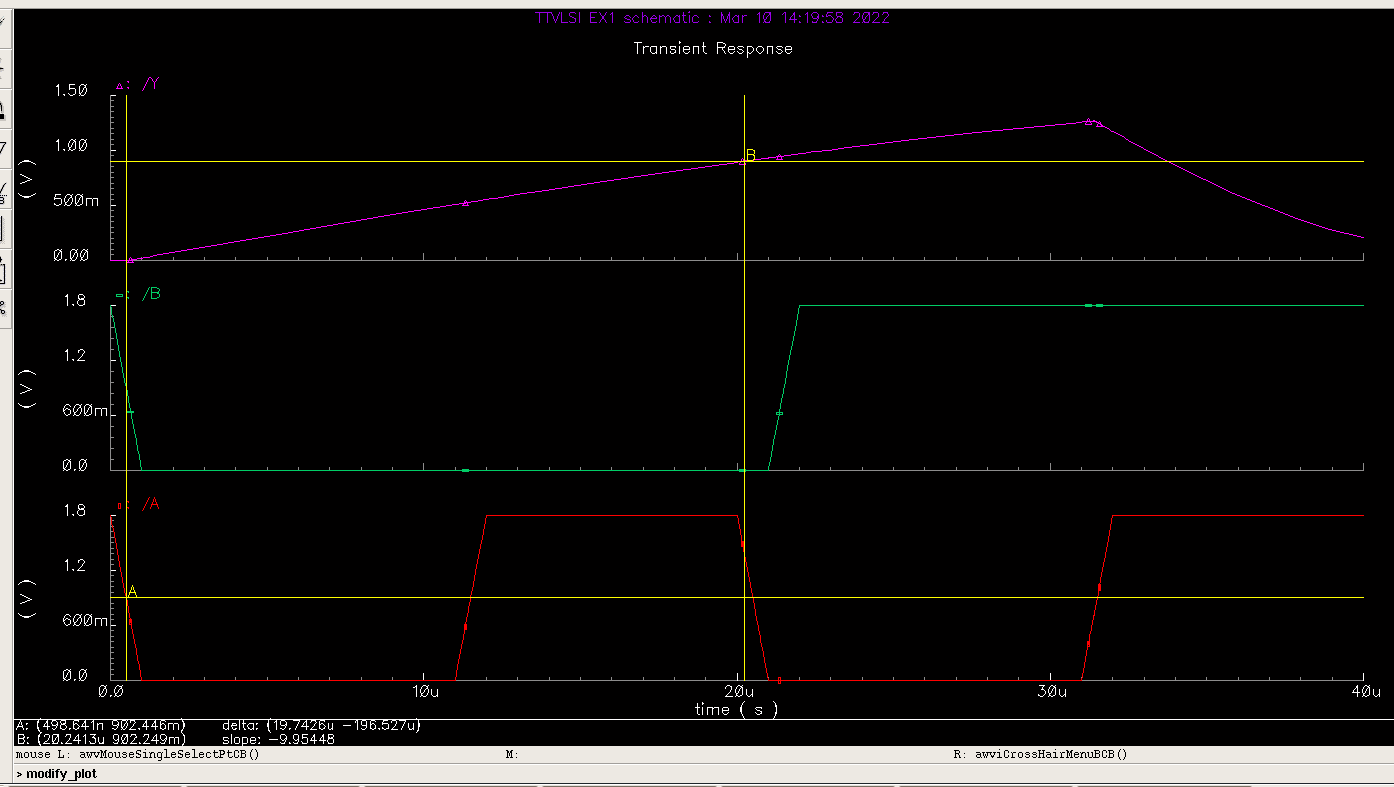 TTVLSI EX1 schematic : Mar 10 14:19:58 2022
Transient Response
: /Y
1.50
1.00
500m
0.00
( V )
: /B
1.8
1.2
600m
0.0
( V )
: /A
1.8
1.2
600m
0.0
( V )
B
A
0.0 10u 20u 30u 40u
time ( s )
A: (498.641n 902.446m) delta: (19.7426u -196.527u)
B: (20.2413u 902.249m) slope: -9.95448
mouse L: awvMouseSingleSelectPtCB() M: R: awviCrossHairMenuBCB()
> modify_plot